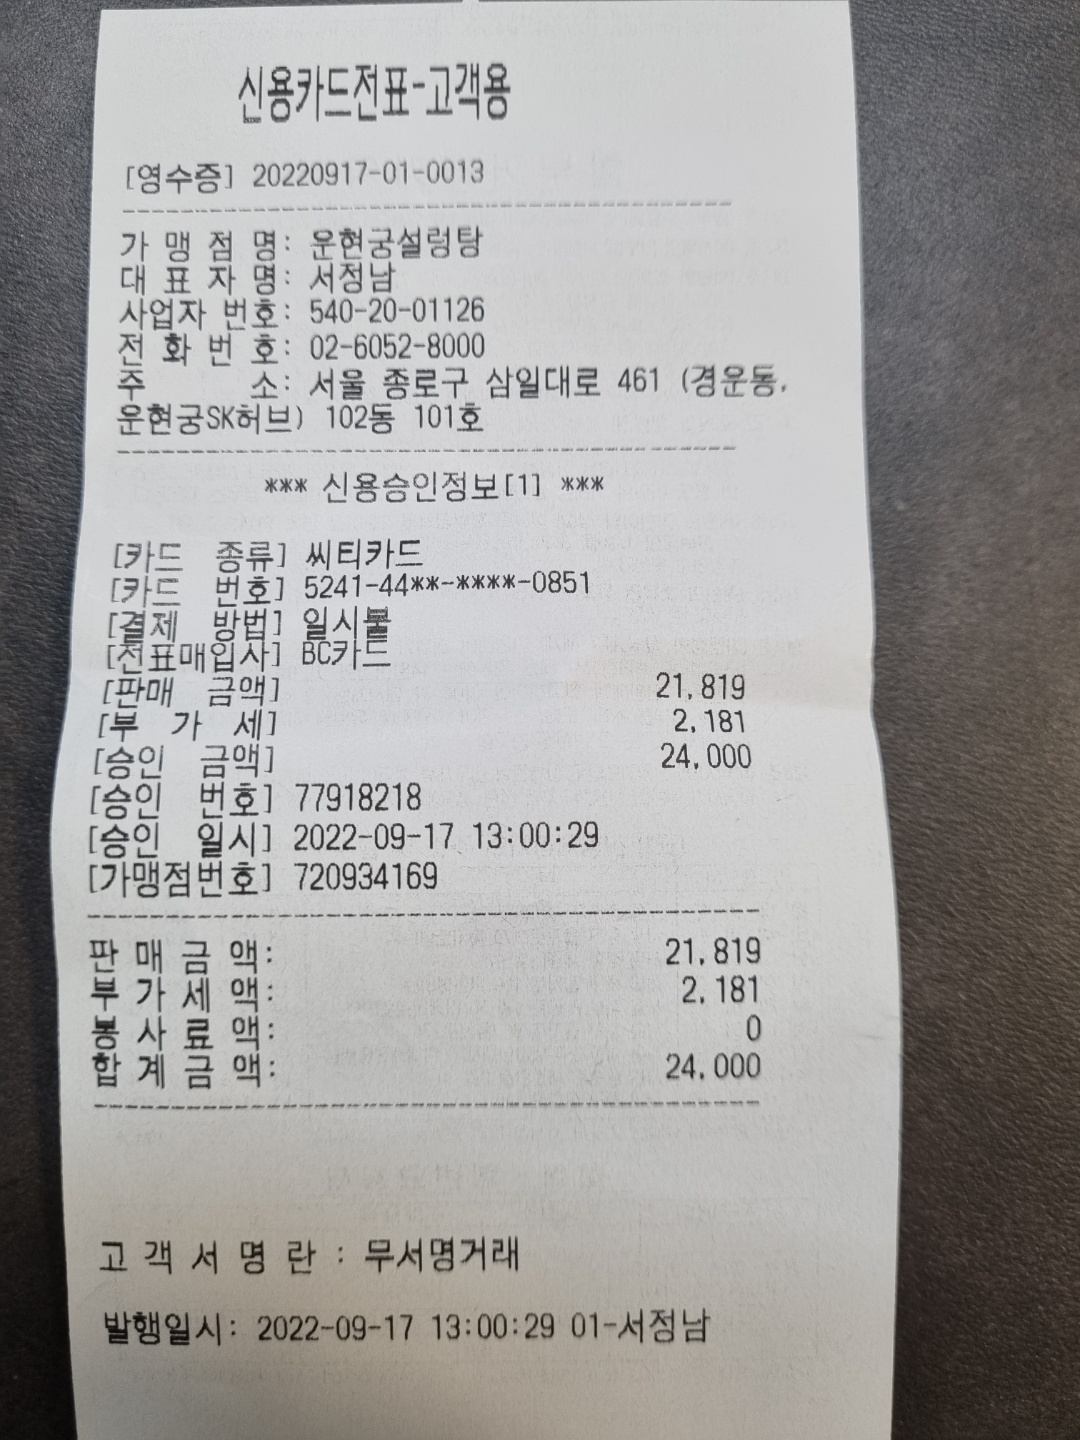 신용카드전표-고객용
[영수증] 20220917-01-0013
가 맹 점 명: 운현궁설렁탕
대 표 자 명: 서정남
사업자 번호: 540-20-01126
전 화 번 호: 02-6052-8000
주 소: 서울 종로구 삼일대로 461 (경운동,
운현궁SK허브) 102동 101호
*** 신용승인정보[1] ***
[카드 종류] 씨티카드
[카드 번호] 5241-44**-****-0851
[결제 방법] 일시불
[전표매입사] BC카드
[판매 금액] 21,819
[부 가 세] 2,181
[승인 금액] 24,000
[승인 번호] 77918218
[승인 일시] 2022-09-17 13:00:29
[가맹점번호] 720934169
판 매 금 액: 21,819
부 가 세 액: 2,181
봉 사 료 액: 0
합 계 금 액: 24,000
고 객 서 명 란 : 무서명거래
발행일시: 2022-09-17 13:00:29 01-서정남